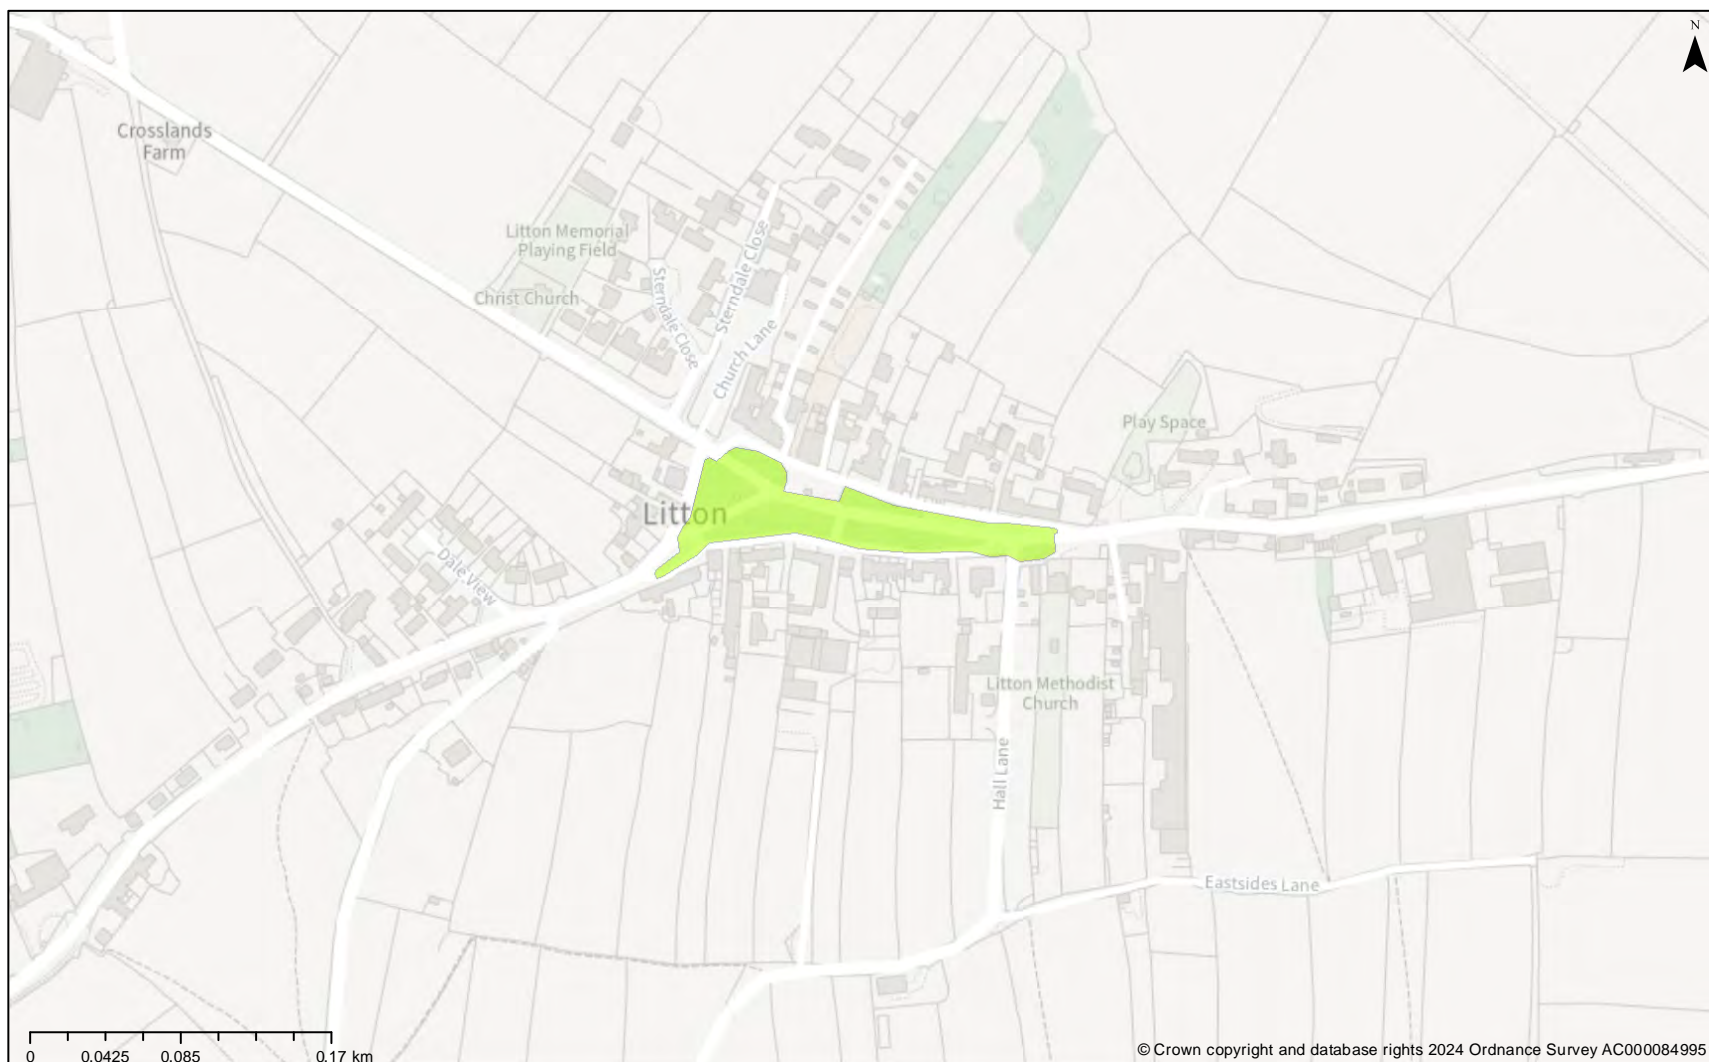 N
Crosslands
Farm
Litton Memorial
Playing Field
Christ Church
Sterndale Close
Sterndale Close
Church Lane
Play Space
Litton
Dale View
Litton Methodist
Church
Hall Lane
Eastsides Lane
0 0.0425 0.085 0.17 km
© Crown copyright and database rights 2024 Ordnance Survey AC000084995